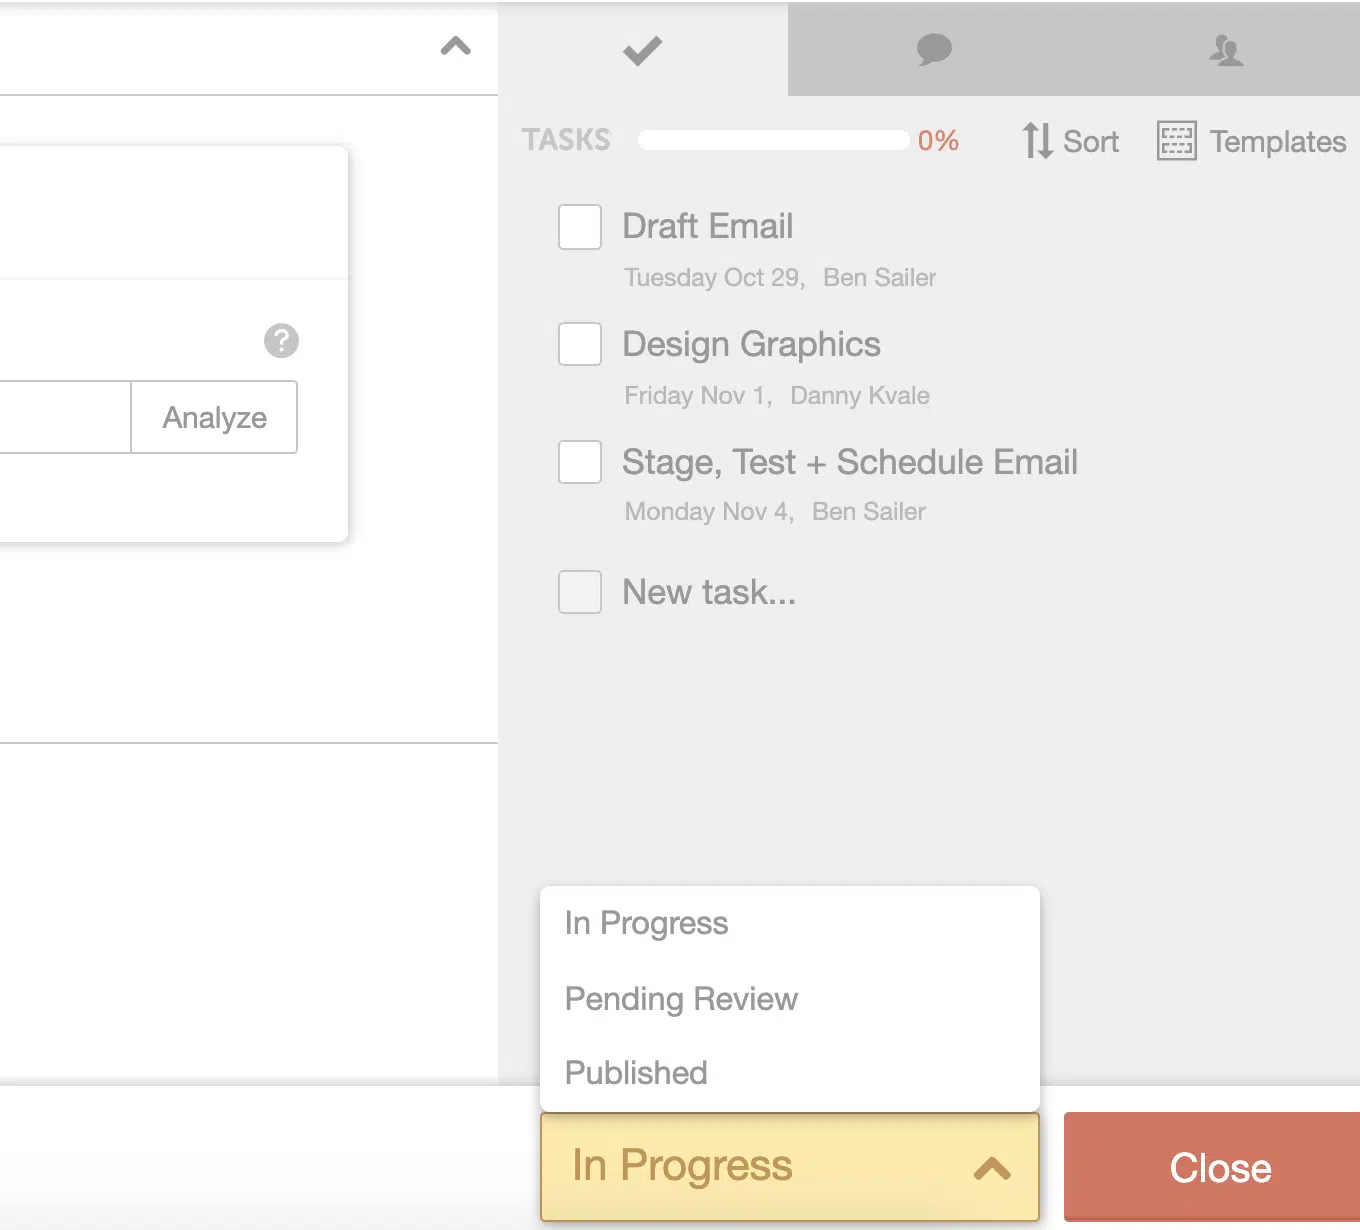 TASKS 0% Sort Templates
Draft Email
Tuesday Oct 29, Ben Sailer
Design Graphics
Friday Nov 1, Danny Kvale
?
Analyze
Stage, Test + Schedule Email
Monday Nov 4, Ben Sailer
New task...
In Progress
Pending Review
Published
In Progress
Close